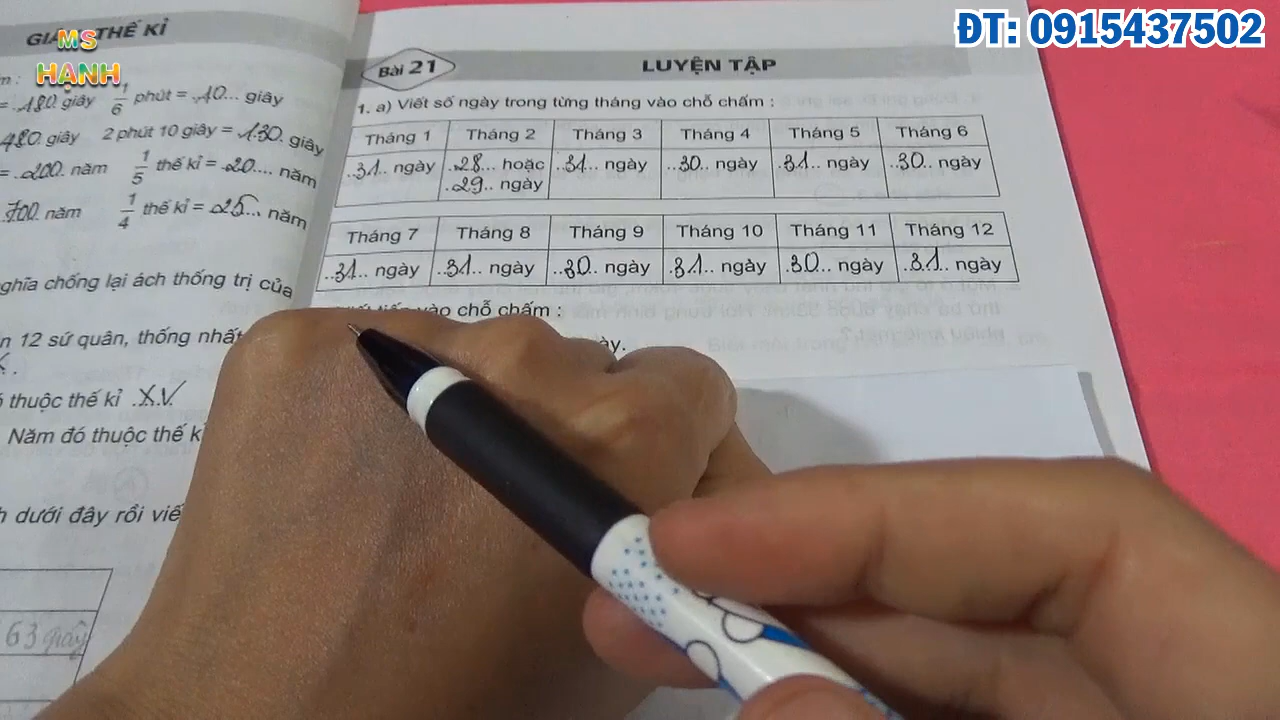 ĐT: 0915437502
MS
HẠNH
THẾ KỈ
= .180. giây 1/6 phút = .10... giây
480. giây 2 phút 10 giây = .130. giây
= .200. năm 1/5 thế kỉ = .20.... năm
700. năm 1/4 thế kỉ = .25... năm
nghĩa chống lại ách thống trị của
n 12 sứ quân, thống nhất
thuộc thế kỉ .XV
Năm đó thuộc thế k
dưới đây rồi viế
63 giây
Bài 21
LUYỆN TẬP
1. a) Viết số ngày trong từng tháng vào chỗ chấm :
Tháng 1 Tháng 2 Tháng 3 Tháng 4 Tháng 5 Tháng 6
..31.. ngày .28... hoặc ..31... ngày ..30.. ngày .31.. ngày ..30.. ngày
.29.. ngày
Tháng 7 Tháng 8 Tháng 9 Tháng 10 Tháng 11 Tháng 12
..31... ngày .31... ngày ..30.. ngày .31... ngày .30... ngày .31... ngày
vào chỗ chấm :
ày.